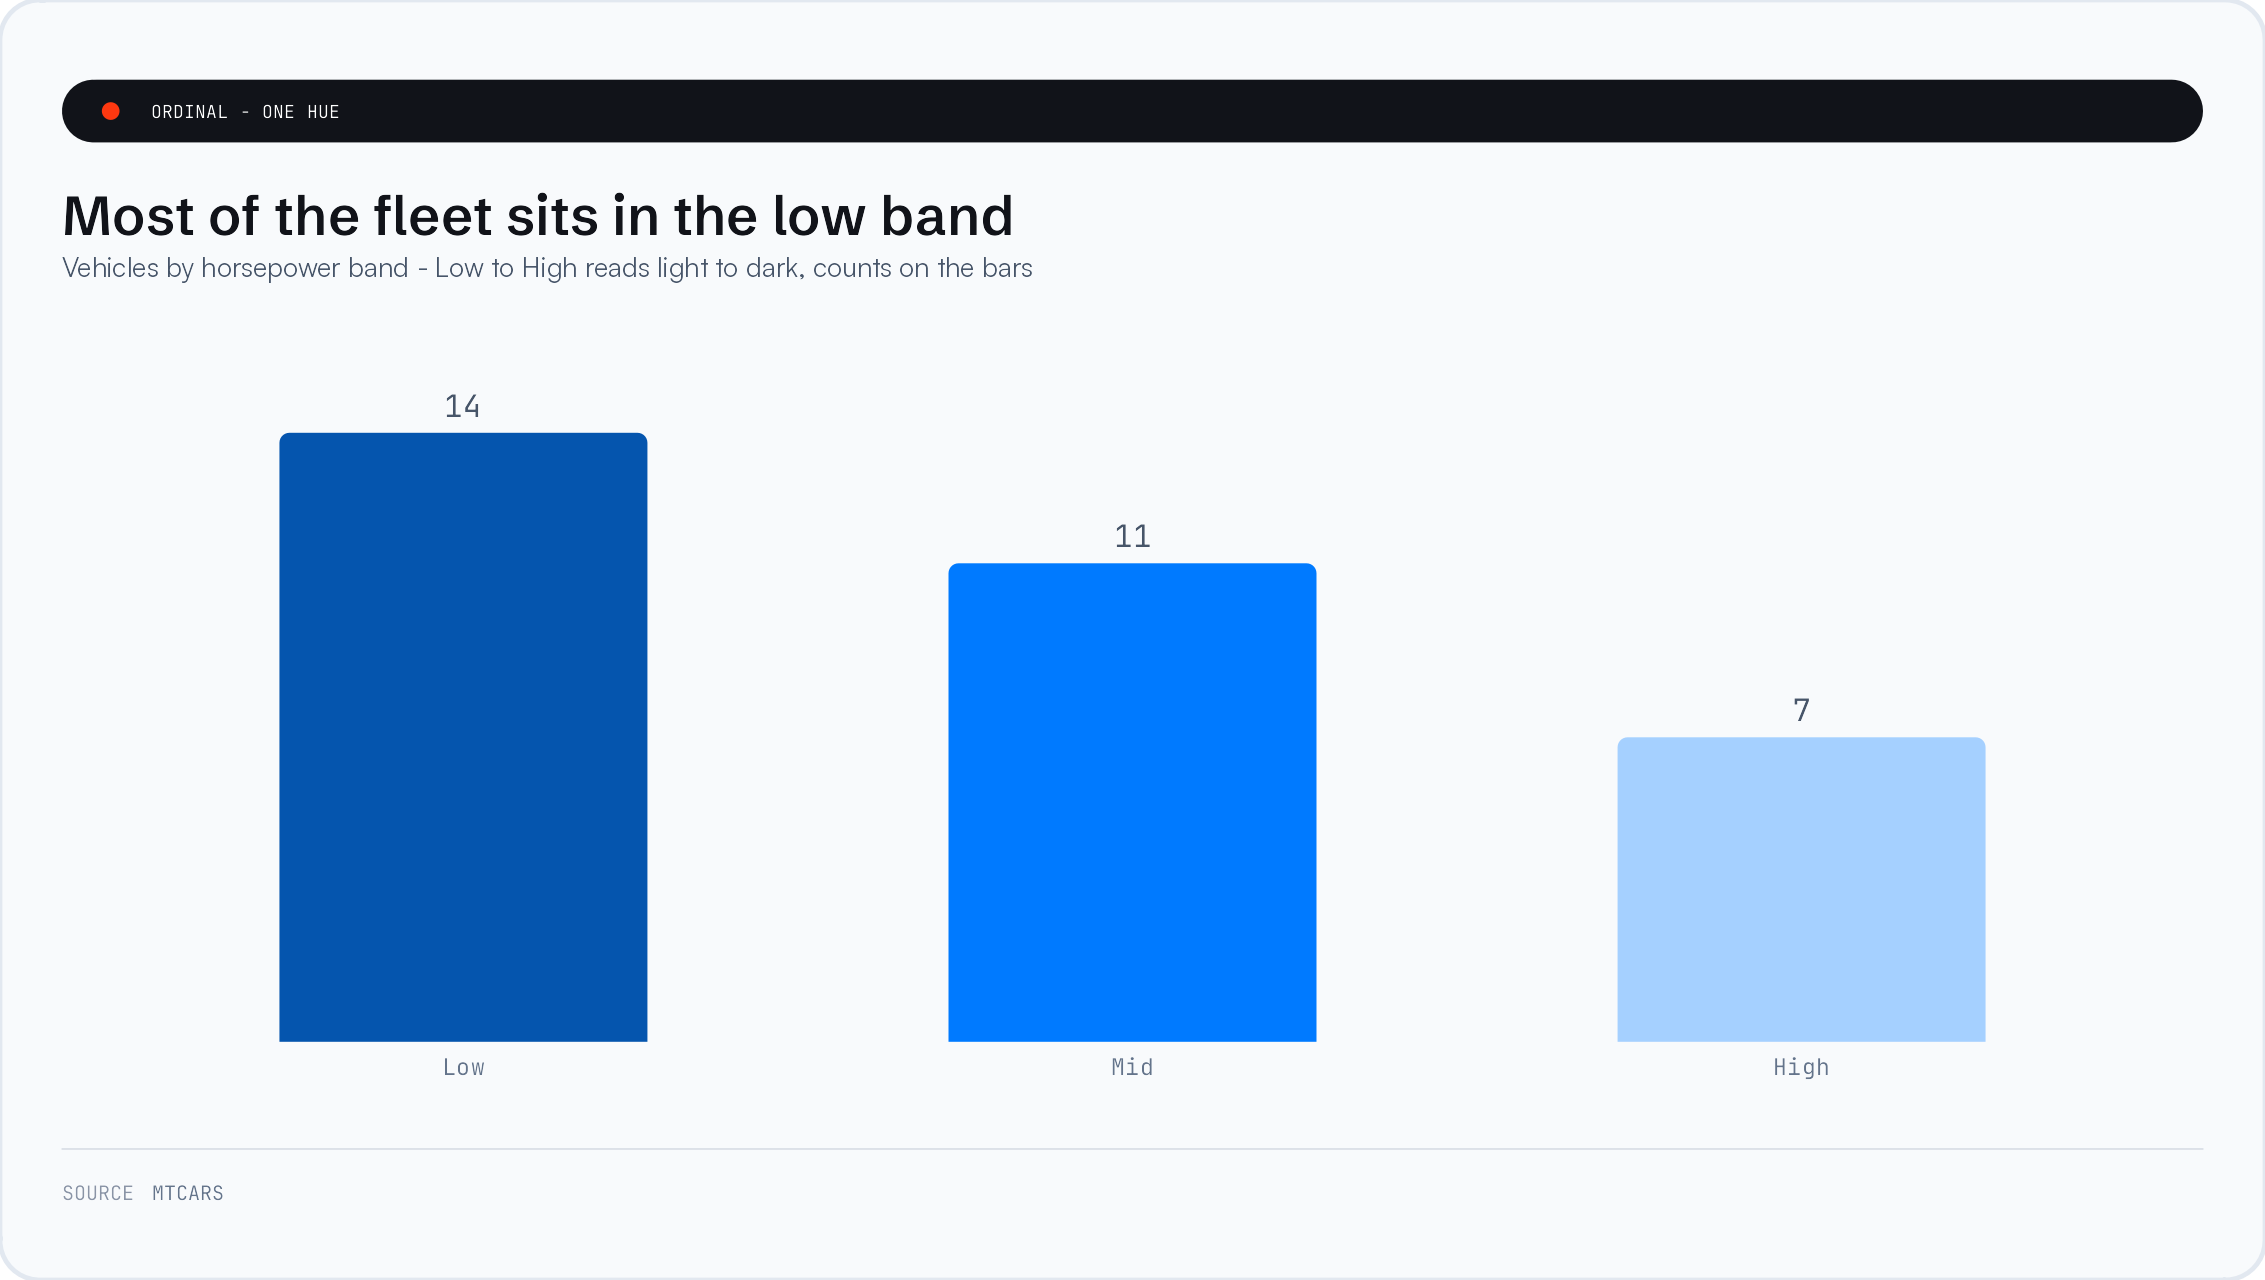 ORDINAL - ONE HUE
Most of the fleet sits in the low band
Vehicles by horsepower band - Low to High reads light to dark, counts on the bars
14
11
7
Low
Mid
High
SOURCE MTCARS